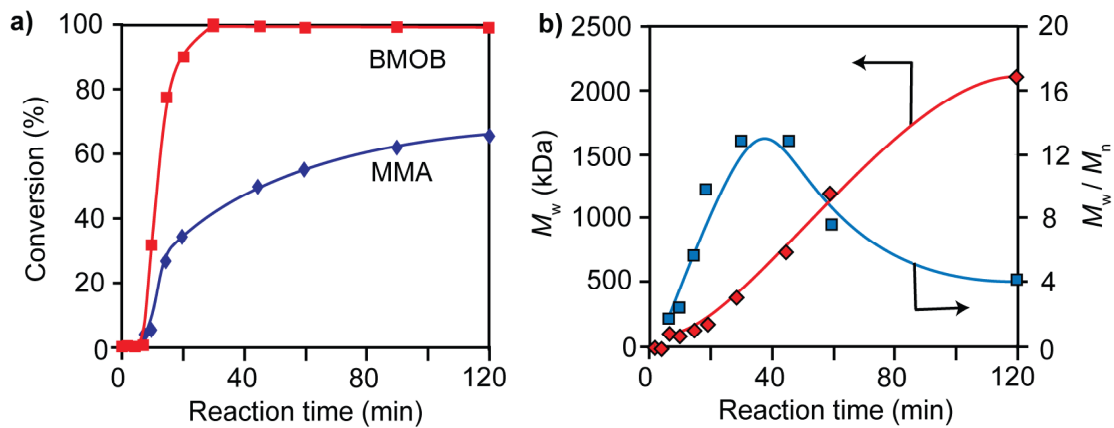 a)
Conversion (%)
100
80
60
40
20
0
BMOB
MMA
0 40 80 120
Reaction time (min)
b)
Mw (kDa)
2500
2000
1500
1000
500
0
20
16
12
8
4
0
Mw / Mn
0 40 80 120
Reaction time (min)